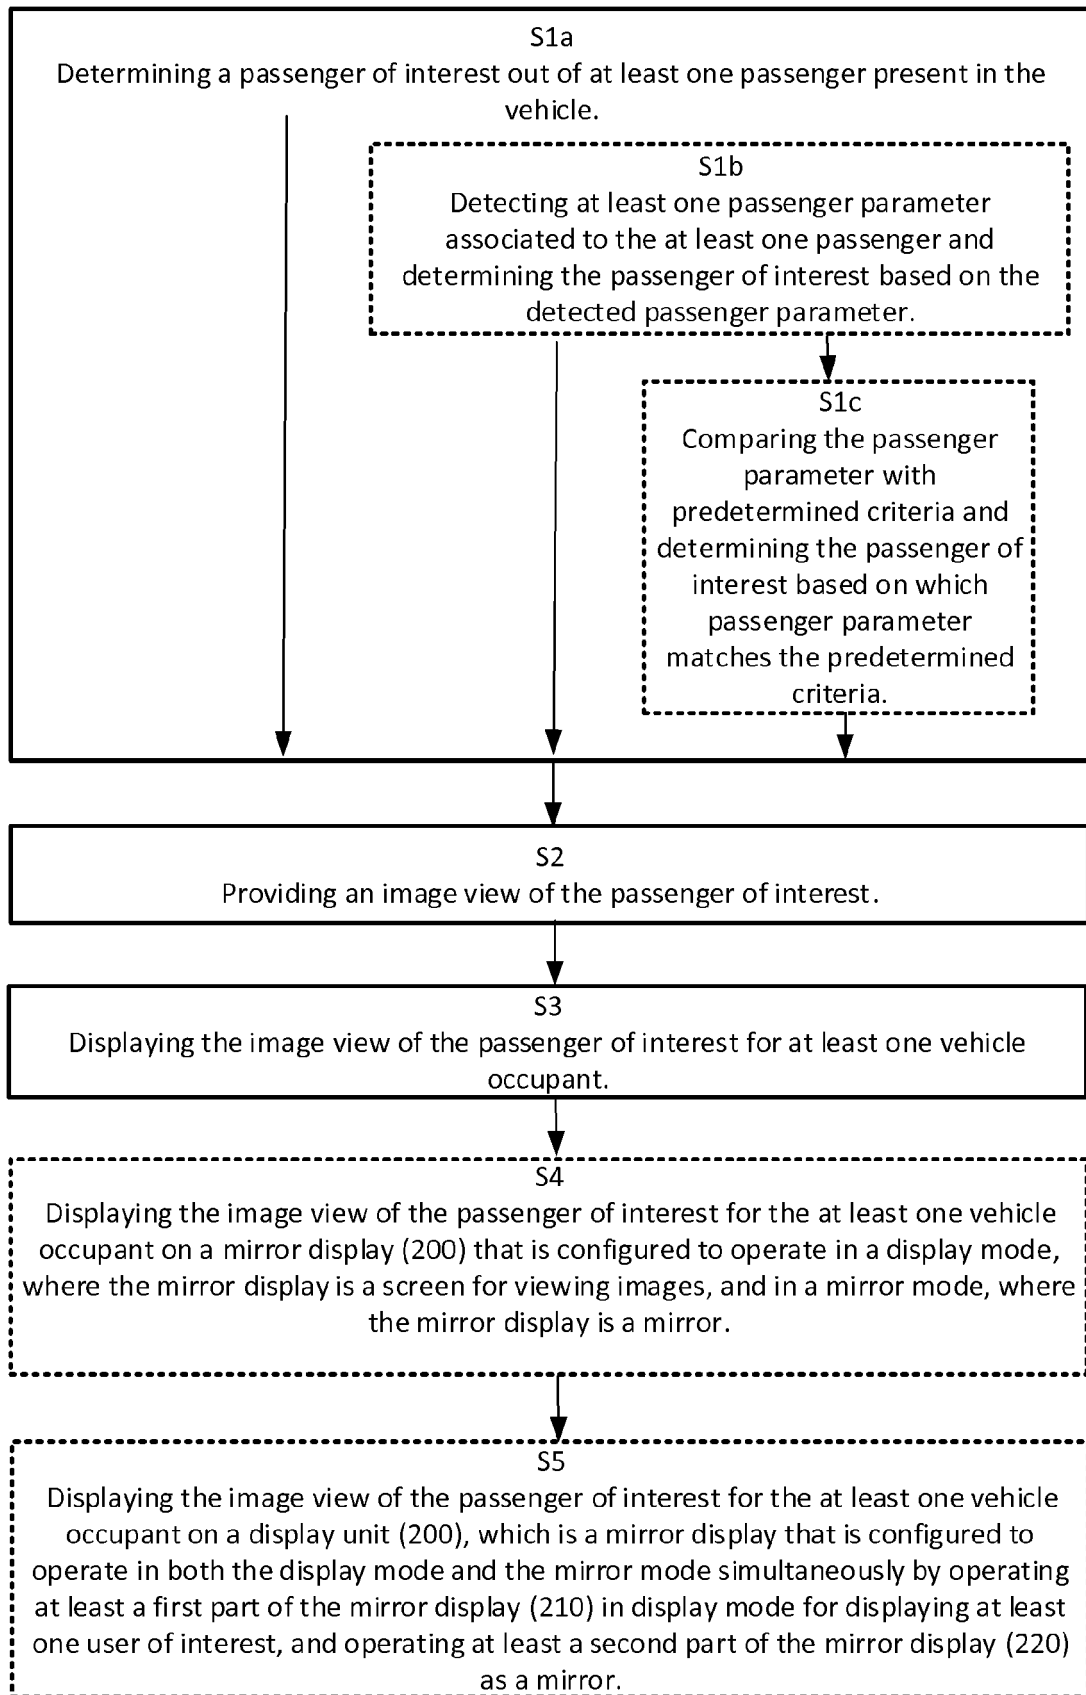 S1a
Determining a passenger of interest out of at least one passenger present in the
vehicle.
S1b
Detecting at least one passenger parameter
associated to the at least one passenger and
determining the passenger of interest based on the
detected passenger parameter.
S1c
Comparing the passenger
parameter with
predetermined criteria and
determining the passenger of
interest based on which
passenger parameter
matches the predetermined
criteria.
S2
Providing an image view of the passenger of interest.
S3
Displaying the image view of the passenger of interest for at least one vehicle
occupant.
S4
Displaying the image view of the passenger of interest for the at least one vehicle
occupant on a mirror display (200) that is configured to operate in a display mode,
where the mirror display is a screen for viewing images, and in a mirror mode, where
the mirror display is a mirror.
S5
Displaying the image view of the passenger of interest for the at least one vehicle
occupant on a display unit (200), which is a mirror display that is configured to
operate in both the display mode and the mirror mode simultaneously by operating
at least a first part of the mirror display (210) in display mode for displaying at least
one user of interest, and operating at least a second part of the mirror display (220)
as a mirror.